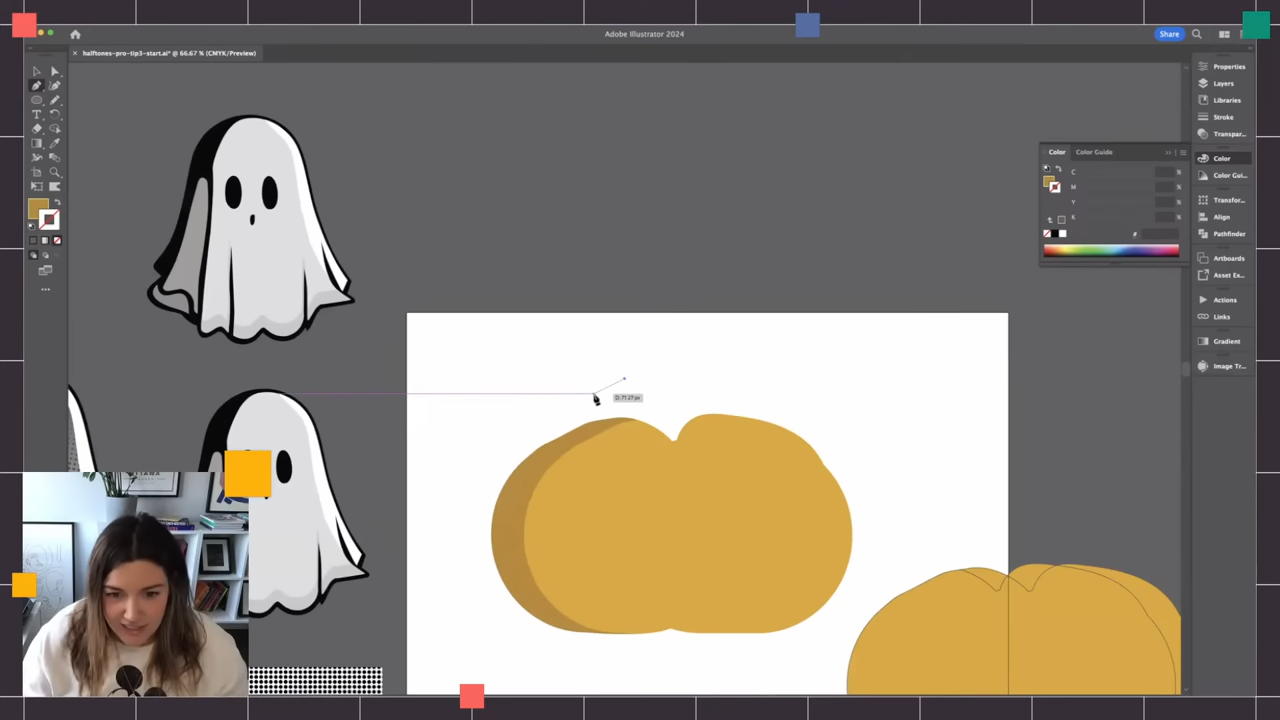 Adobe Illustrator 2024
Share
× halftones-pro-tip3-start.ai* @ 66.67 % (CMYK/Preview)
Properties
Layers
Libraries
Stroke
Transpar...
Color
Color Gui...
Transfor...
Align
Pathfinder
Artboards
Asset Ex...
Actions
Links
Gradient
Image Tr...
Color
Color Guide
C %
M %
Y %
K %
#